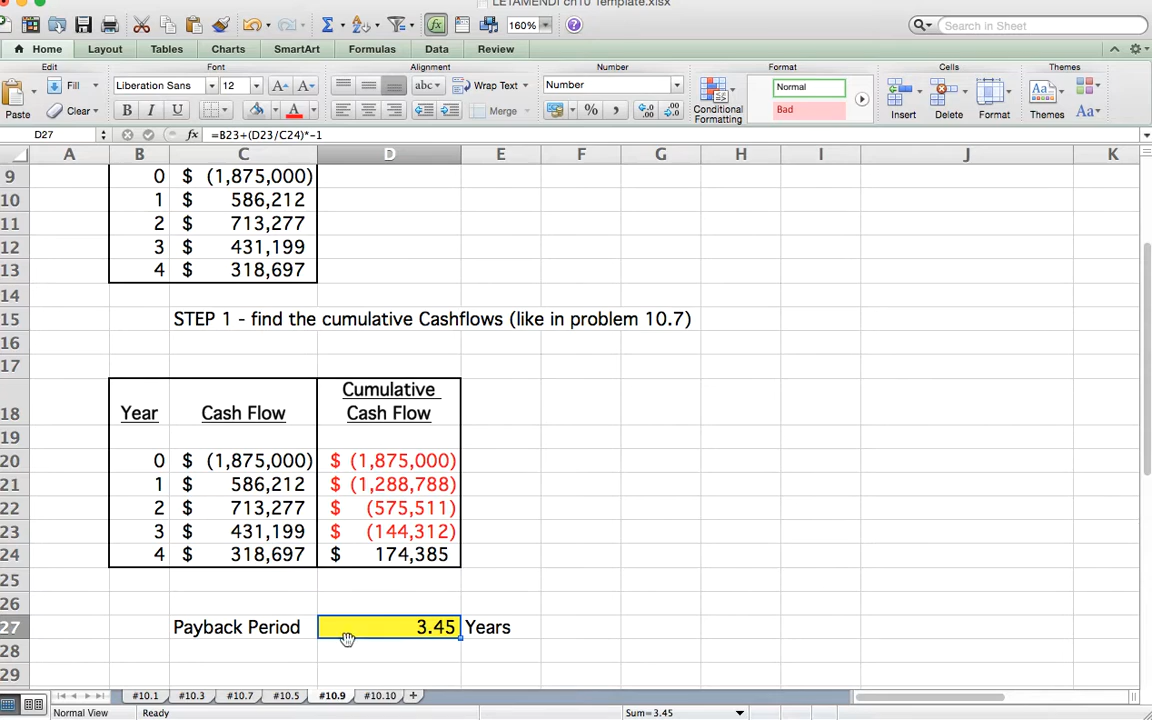 LETAMENDI ch10 Template.xlsx
160%
Search in Sheet
Home Layout Tables Charts SmartArt Formulas Data Review
Edit Font Alignment Number Format Cells Themes
Fill Liberation Sans 12 A A abc Wrap Text Number Normal
Paste Clear B I U A Merge % Conditional Formatting Bad Insert Delete Format Themes Aa
D27 fx =B23+(D23/C24)*-1
A B C D E F G H I J K
9 0 $ (1,875,000)
10 1 $ 586,212
11 2 $ 713,277
12 3 $ 431,199
13 4 $ 318,697
14
15 STEP 1 - find the cumulative Cashflows (like in problem 10.7)
16
17
18 Year Cash Flow Cumulative Cash Flow
19
20 0 $ (1,875,000) $ (1,875,000)
21 1 $ 586,212 $ (1,288,788)
22 2 $ 713,277 $ (575,511)
23 3 $ 431,199 $ (144,312)
24 4 $ 318,697 $ 174,385
25
26
27 Payback Period 3.45 Years
28
29
#10.1 #10.3 #10.7 #10.5 #10.9 #10.10 +
Normal View Ready Sum=3.45